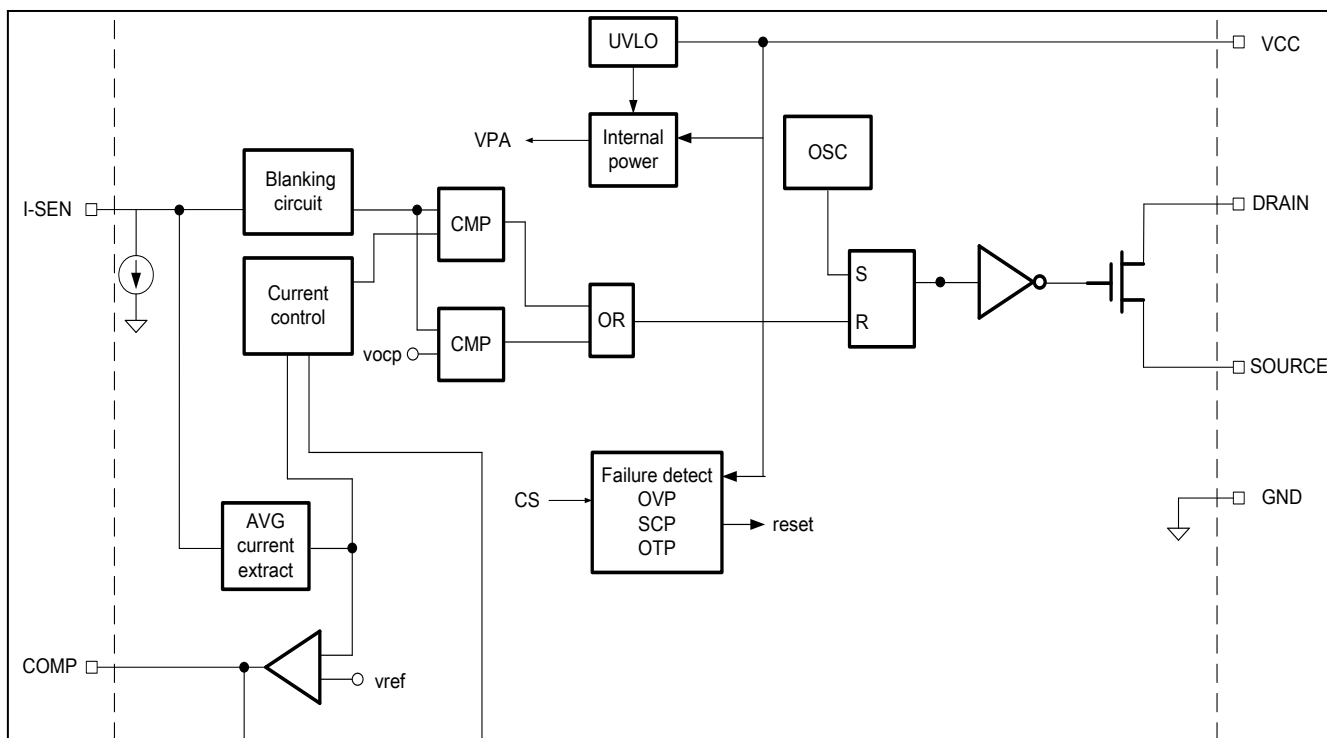 UVLO
VCC
Internal
power
VPA
OSC
Blanking
circuit
I-SEN
CMP
DRAIN
Current
control
S
R
OR
CMP
vocp
SOURCE
Failure detect
OVP
SCP
OTP
CS
reset
GND
AVG
current
extract
COMP
vref